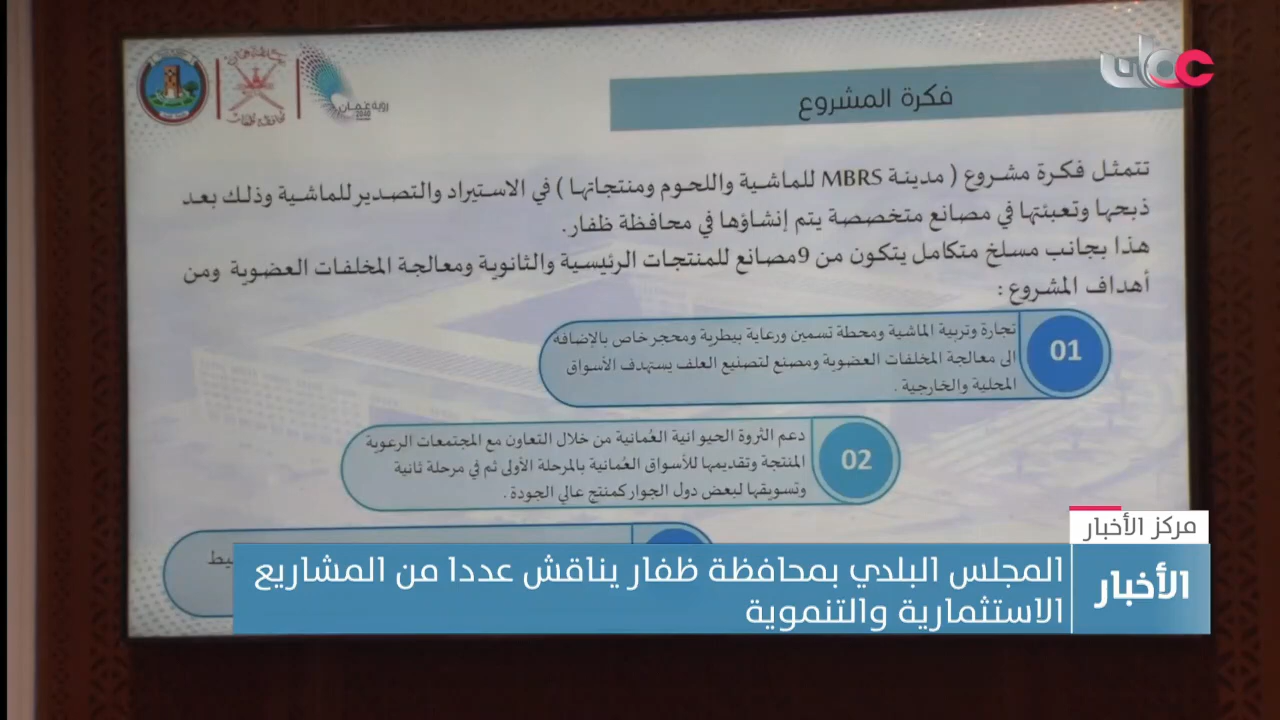 فكرة المشروع
رؤية عُمان
2040
تتمثل فكرة مشروع ( مدينة MBRS للماشية واللحوم ومنتجاتها ) في الاستيراد والتصدير للماشية وذلك بعد
ذبحها وتعبئتها في مصانع متخصصة يتم إنشاؤها في محافظة ظفار.
هذا بجانب مسلخ متكامل يتكون من 9مصانع للمنتجات الرئيسية والثانوية ومعالجة المخلفات العضوية ومن
أهداف المشروع :
01
تجارة وتربية الماشية ومحطة تسمين ورعاية بيطرية ومحجر خاص بالإضافة
الى معالجة المخلفات العضوية ومصنع لتصنيع العلف يستهدف الأسواق
المحلية والخارجية .
02
دعم الثروة الحيوانية العُمانية من خلال التعاون مع المجتمعات الرعوية
المنتجة وتقديمها للأسواق العُمانية بالمرحلة الأولى ثم في مرحلة ثانية
وتسويقها لبعض دول الجوار كمنتج عالي الجودة .
مركز الأخبار
الأخبار
المجلس البلدي بمحافظة ظفار يناقش عددا من المشاريع
الاستثمارية والتنموية